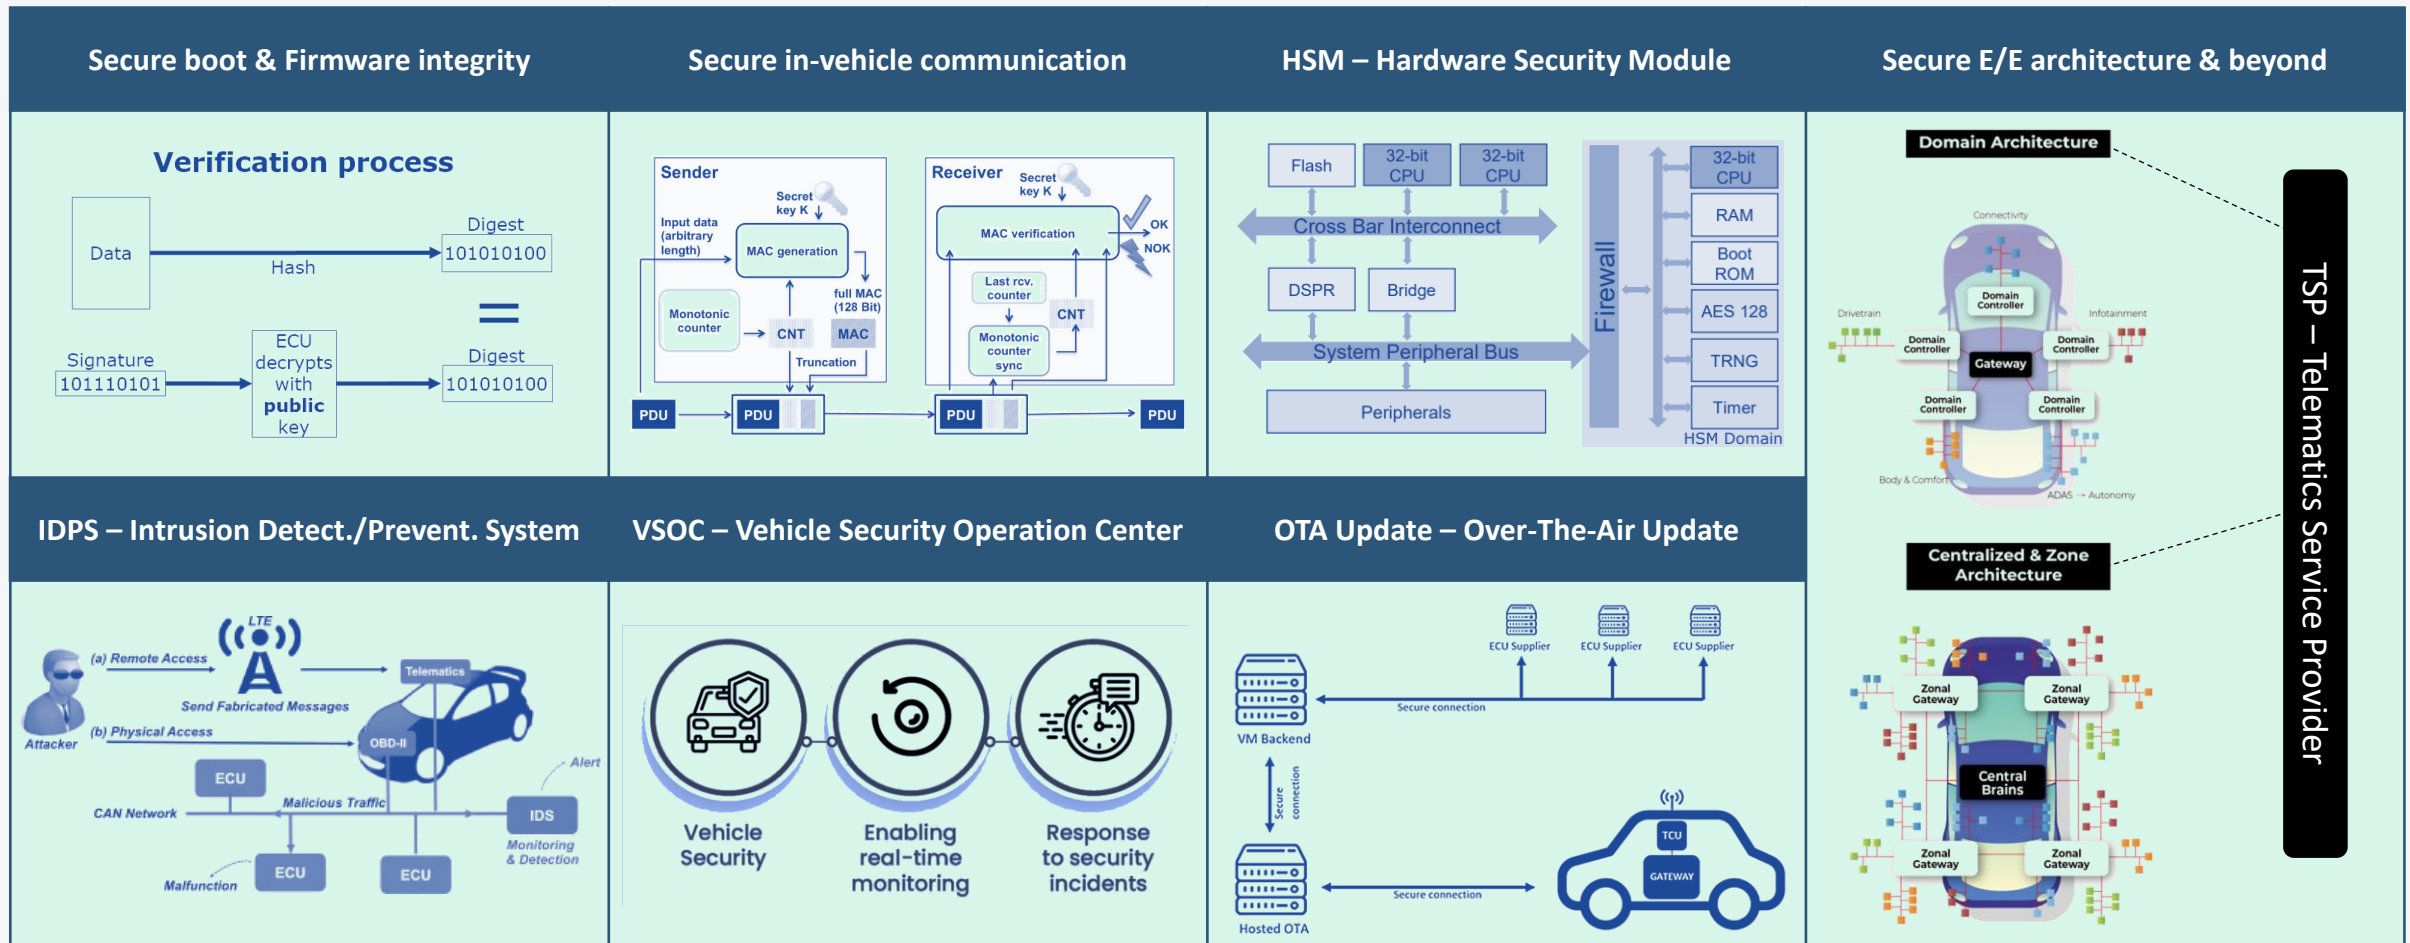 Secure boot & Firmware integrity
Verification process
Data
Hash
Digest
101010100
Signature
101110101
ECU
decrypts
with
public
key
Digest
101010100
Secure in-vehicle communication
Sender
Secret
key K
Input data
(arbitrary
length)
MAC generation
full MAC
(128 Bit)
Monotonic
counter
CNT
MAC
Truncation
Receiver
Secret
key K
MAC verification
OK
NOK
Last rcv.
counter
CNT
Monotonic
counter
sync
PDU
PDU
PDU
PDU
HSM – Hardware Security Module
Flash
32-bit
CPU
32-bit
CPU
Cross Bar Interconnect
DSPR
Bridge
System Peripheral Bus
Peripherals
Firewall
32-bit
CPU
RAM
Boot
ROM
AES 128
TRNG
Timer
HSM Domain
Secure E/E architecture & beyond
Domain Architecture
Connectivity
Domain
Controller
Drivetrain
Infotainment
Domain
Controller
Domain
Controller
Gateway
Domain
Controller
Domain
Controller
Body & Comfort
ADAS → Autonomy
Centralized & Zone
Architecture
Zonal
Gateway
Zonal
Gateway
Central
Brains
Zonal
Gateway
Zonal
Gateway
TSP – Telematics Service Provider
IDPS – Intrusion Detect./Prevent. System
LTE
(a) Remote Access
Telematics
Send Fabricated Messages
Attacker
(b) Physical Access
OBD-II
Alert
ECU
Malicious Traffic
CAN Network
IDS
Monitoring
& Detection
ECU
ECU
Malfunction
VSOC – Vehicle Security Operation Center
Vehicle
Security
Enabling
real-time
monitoring
Response
to security
incidents
OTA Update – Over-The-Air Update
ECU Supplier
ECU Supplier
ECU Supplier
Secure connection
VM Backend
Secure
connection
TCU
GATEWAY
Secure connection
Hosted OTA